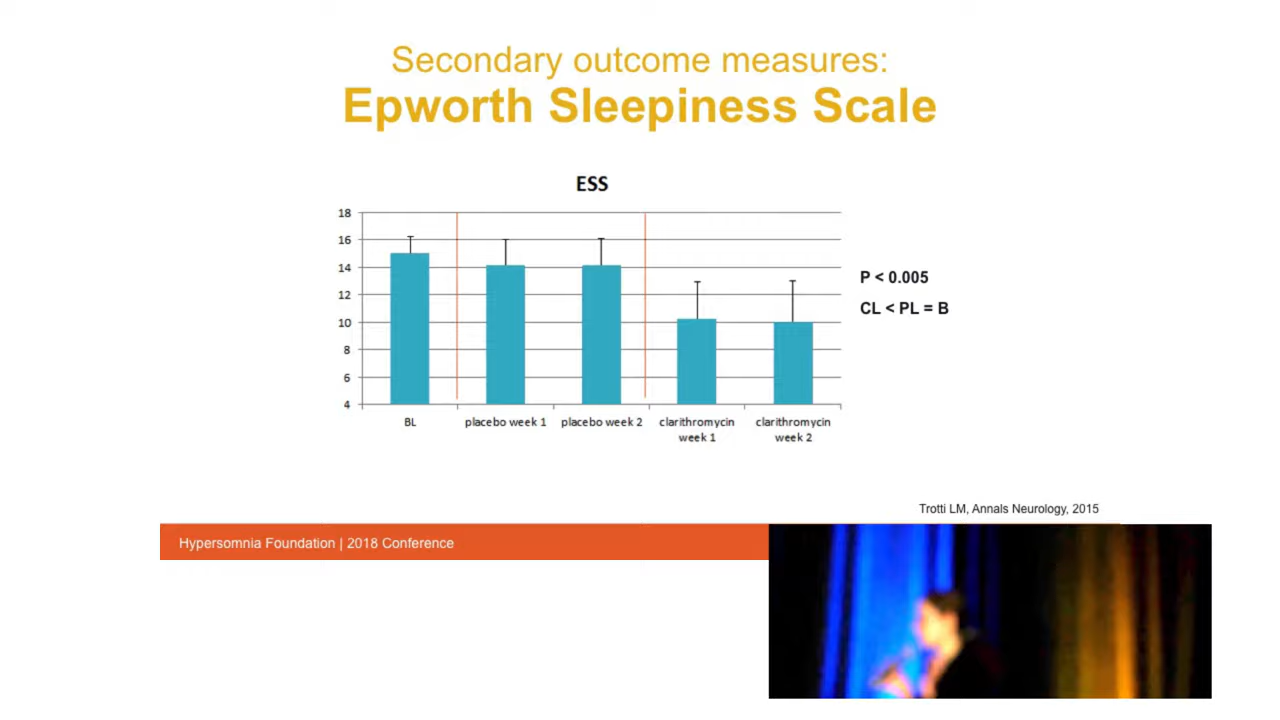 Secondary outcome measures:
Epworth Sleepiness Scale
ESS
18
16
14
12
10
8
6
4
BL
placebo week 1
placebo week 2
clarithromycin
week 1
clarithromycin
week 2
P < 0.005
CL < PL = B
Trotti LM, Annals Neurology, 2015
Hypersomnia Foundation | 2018 Conference